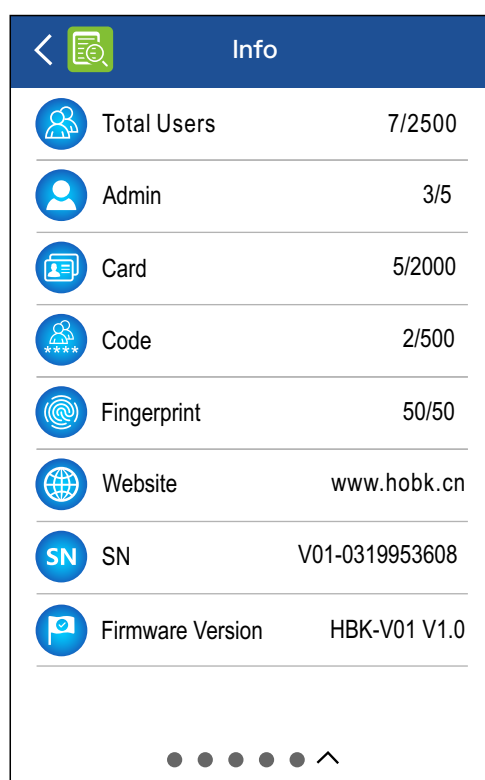 Info
Total Users 7/2500
Admin 3/5
Card 5/2000
**** Code 2/500
Fingerprint 50/50
Website www.hobk.cn
SN SN V01-0319953608
Firmware Version HBK-V01 V1.0